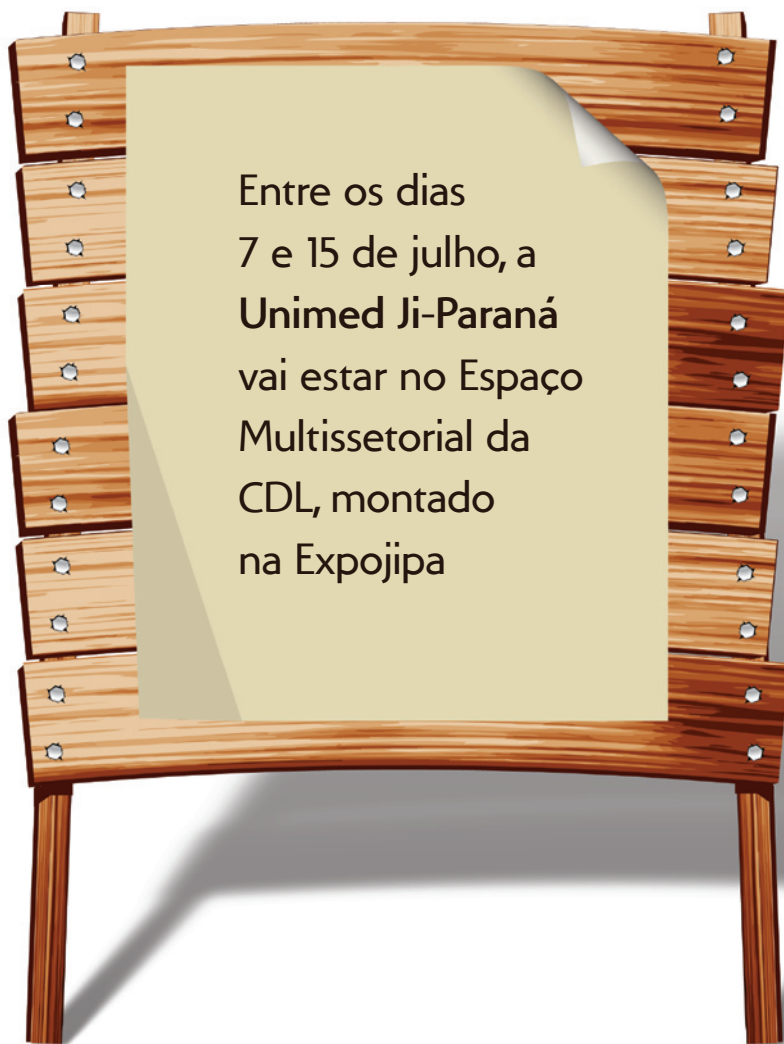 Entre os dias
7 e 15 de julho, a
Unimed Ji-Paraná
vai estar no Espaço
Multissetorial da
CDL, montado
na Expojipa